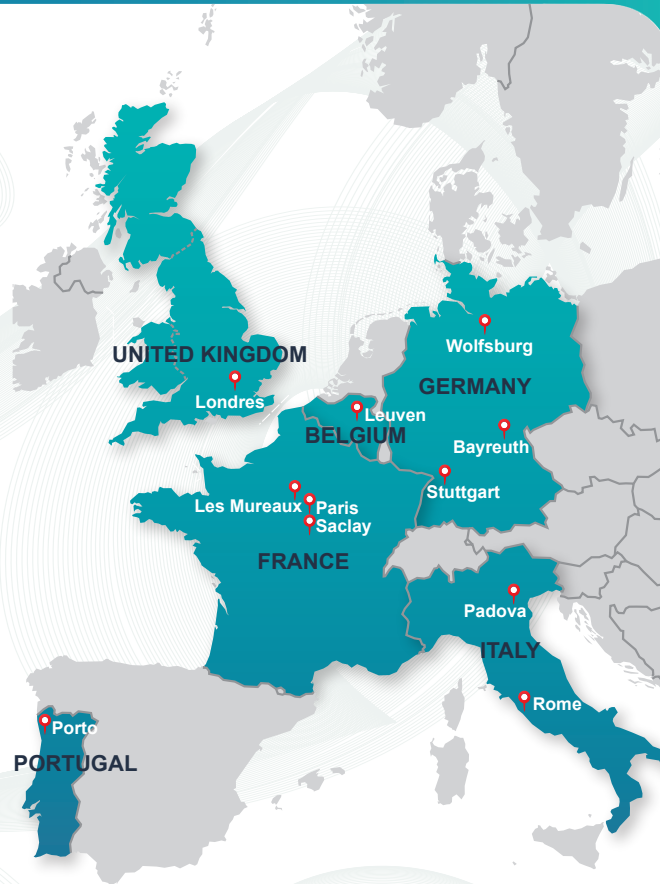 Wolfsburg
UNITED KINGDOM
GERMANY
Londres
Leuven
BELGIUM
Bayreuth
Stuttgart
Les Mureaux
Paris
Saclay
FRANCE
Padova
ITALY
Rome
Porto
PORTUGAL